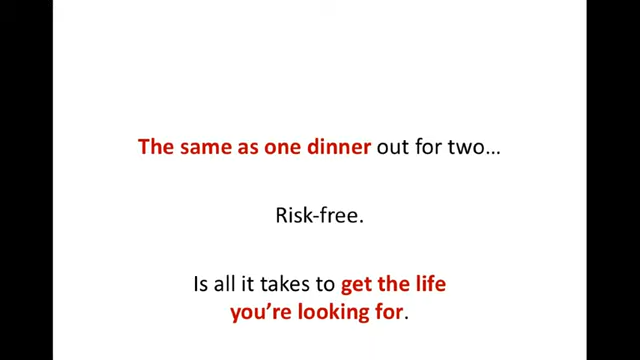 The same as one dinner out for two…
Risk-free.
Is all it takes to get the life
you’re looking for.